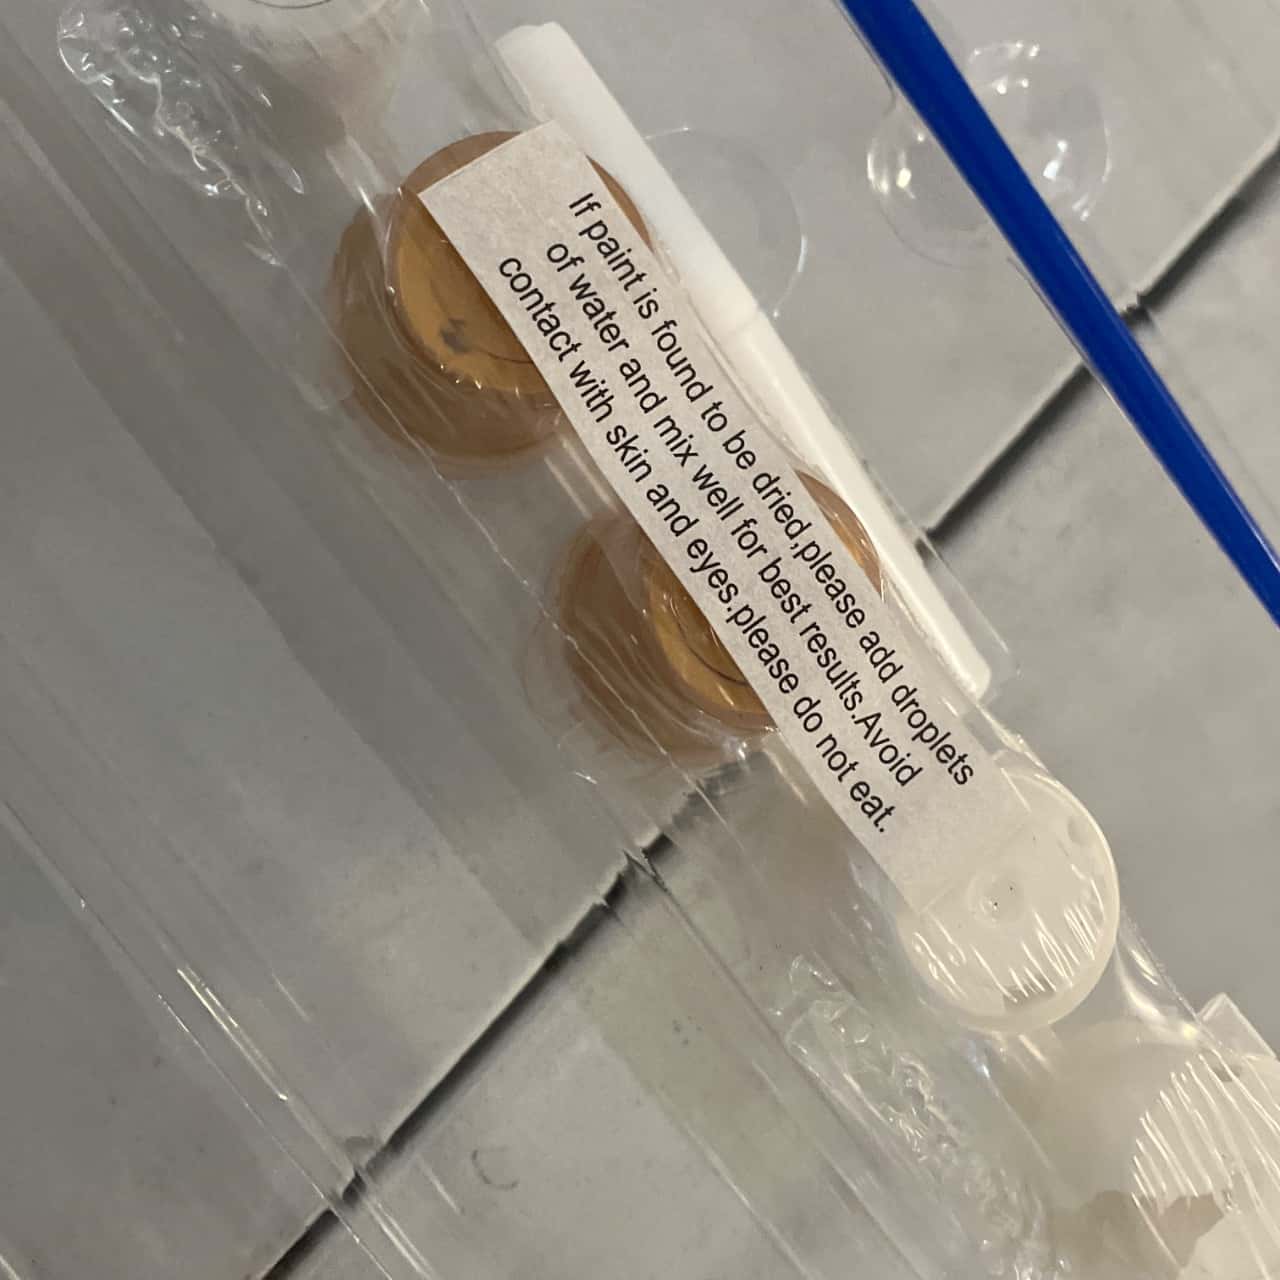 If paint is found to be dried,please add droplets
of water and mix well for best results.Avoid
contact with skin and eyes.please do not eat.